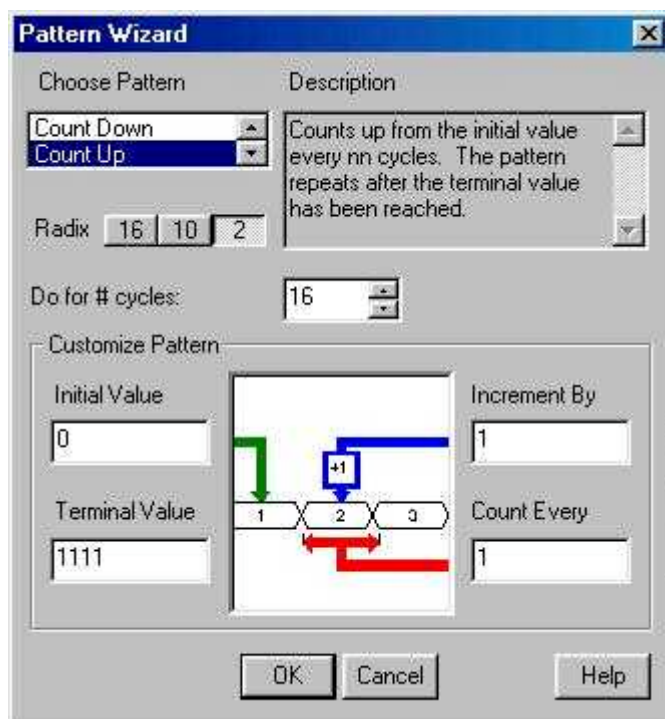 Pattern Wizard
Choose Pattern
Description
Count Down
Count Up
Counts up from the initial value
every nn cycles. The pattern
repeats after the terminal value
has been reached.
Radix 16 10 2
Do for # cycles: 16
Customize Pattern
Initial Value
0
Increment By
1
+1
1 2 3
Terminal Value
1111
Count Every
1
OK Cancel Help